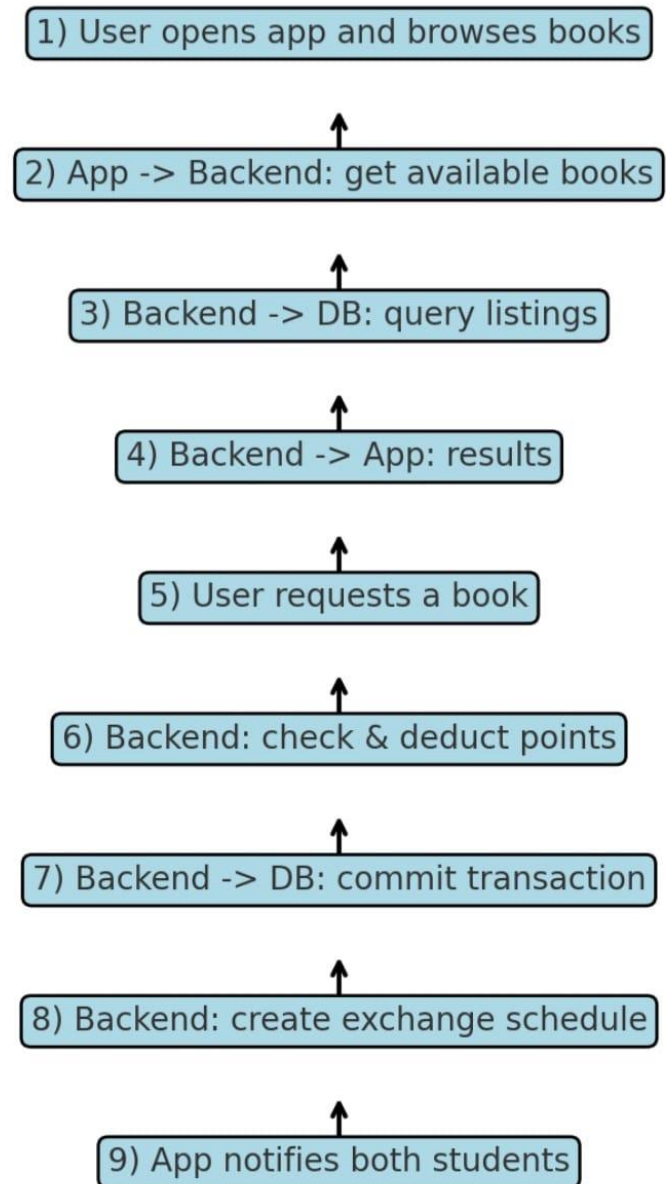 1) User opens app and browses books
2) App -> Backend: get available books
3) Backend -> DB: query listings
4) Backend -> App: results
5) User requests a book
6) Backend: check & deduct points
7) Backend -> DB: commit transaction
8) Backend: create exchange schedule
9) App notifies both students